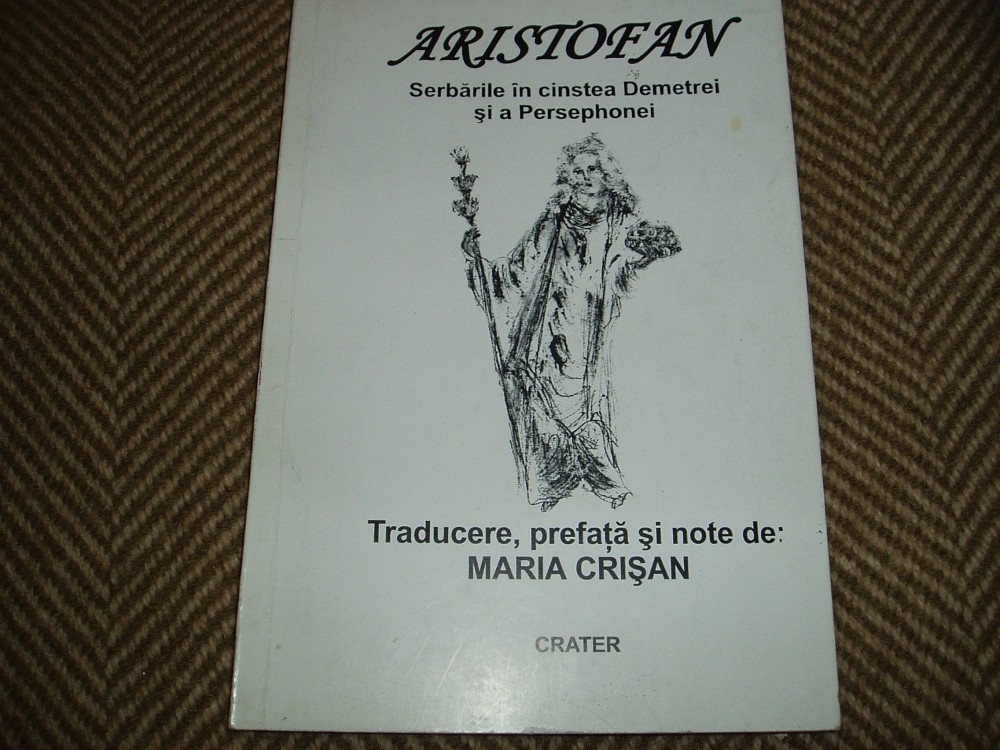 ARISTOFAN
Serbările în cinstea Demetrei
şi a Persephonei
Traducere, prefaţă şi note de:
MARIA CRIŞAN
CRATER